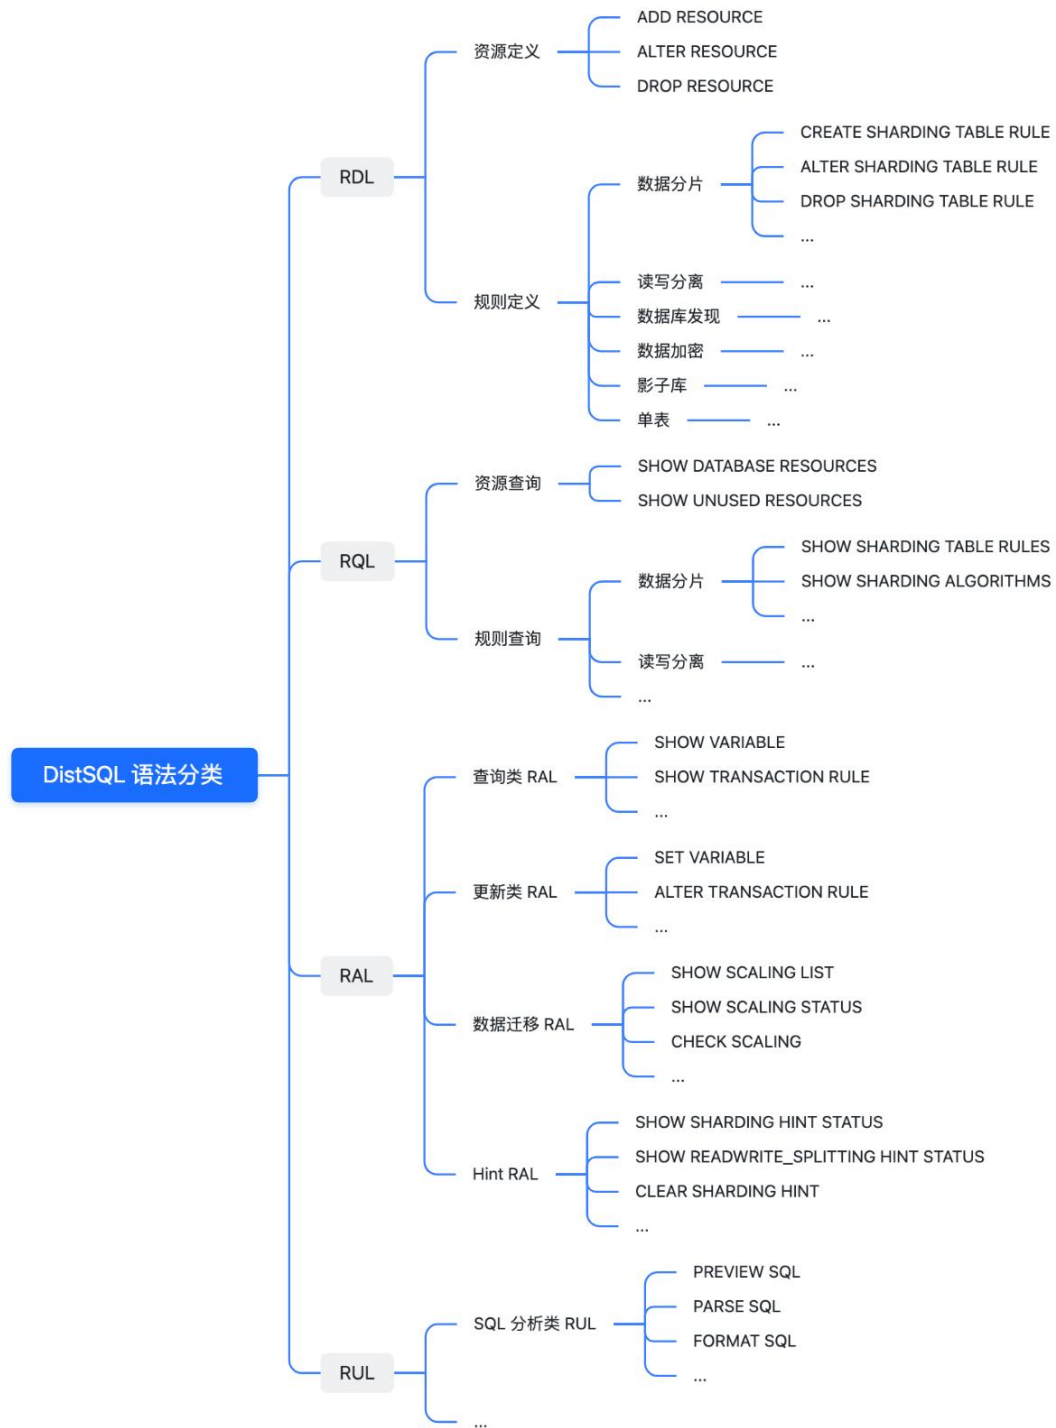 DistSQL 语法分类
RDL
资源定义
ADD RESOURCE
ALTER RESOURCE
DROP RESOURCE
规则定义
数据分片
CREATE SHARDING TABLE RULE
ALTER SHARDING TABLE RULE
DROP SHARDING TABLE RULE
...
读写分离
...
数据库发现
...
数据加密
...
影子库
...
单表
...
RQL
资源查询
SHOW DATABASE RESOURCES
SHOW UNUSED RESOURCES
规则查询
数据分片
SHOW SHARDING TABLE RULES
SHOW SHARDING ALGORITHMS
...
读写分离
...
...
RAL
查询类 RAL
SHOW VARIABLE
SHOW TRANSACTION RULE
...
更新类 RAL
SET VARIABLE
ALTER TRANSACTION RULE
...
数据迁移 RAL
SHOW SCALING LIST
SHOW SCALING STATUS
CHECK SCALING
...
Hint RAL
SHOW SHARDING HINT STATUS
SHOW READWRITE_SPLITTING HINT STATUS
CLEAR SHARDING HINT
...
RUL
SQL 分析类 RUL
PREVIEW SQL
PARSE SQL
FORMAT SQL
...
...